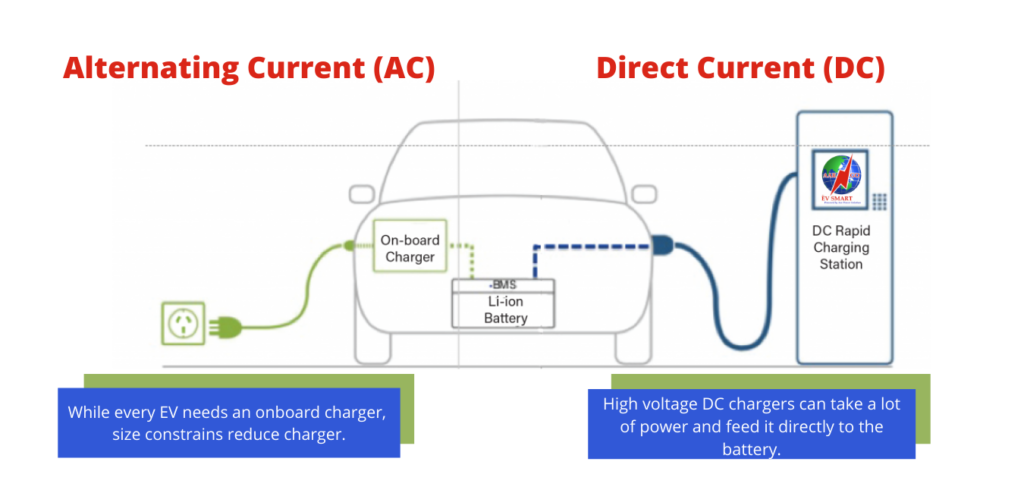 Alternating Current (AC)
Direct Current (DC)
EV SMART
DC Rapid
Charging
Station
On-board
Charger
BMS
Li-ion
Battery
While every EV needs an onboard charger,
size constrains reduce charger.
High voltage DC chargers can take a lot
of power and feed it directly to the
battery.